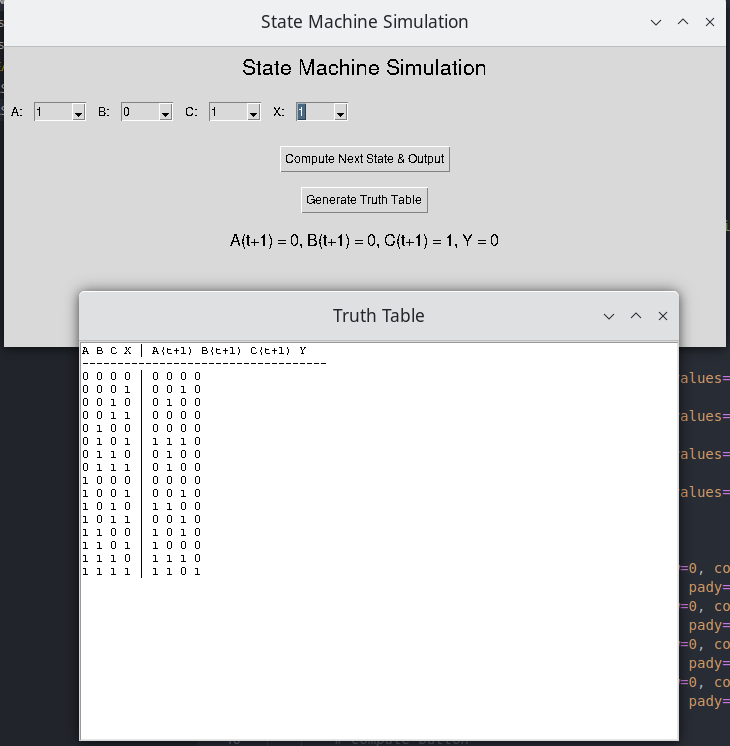 State Machine Simulation
State Machine Simulation
A: 1 B: 0 C: 1 X: 1
Compute Next State & Output
Generate Truth Table
A(t+1) = 0, B(t+1) = 0, C(t+1) = 1, Y = 0
Truth Table
A B C X | A(t+1) B(t+1) C(t+1) Y
-----------------------------------
0 0 0 0 | 0 0 0 0
0 0 0 1 | 0 0 1 0
0 0 1 0 | 0 1 0 0
0 0 1 1 | 0 0 0 0
0 1 0 0 | 0 0 0 0
0 1 0 1 | 1 1 1 0
0 1 1 0 | 0 1 0 0
0 1 1 1 | 0 1 0 0
1 0 0 0 | 0 0 0 0
1 0 0 1 | 0 0 1 0
1 0 1 0 | 1 1 0 0
1 0 1 1 | 0 0 1 0
1 1 0 0 | 1 0 1 0
1 1 0 1 | 1 0 0 0
1 1 1 0 | 1 1 1 0
1 1 1 1 | 1 1 0 1
alues=
alues=
alues=
alues=
=0, co
pady=
=0, co
pady=
=0, co
pady=
=0, co
pady=